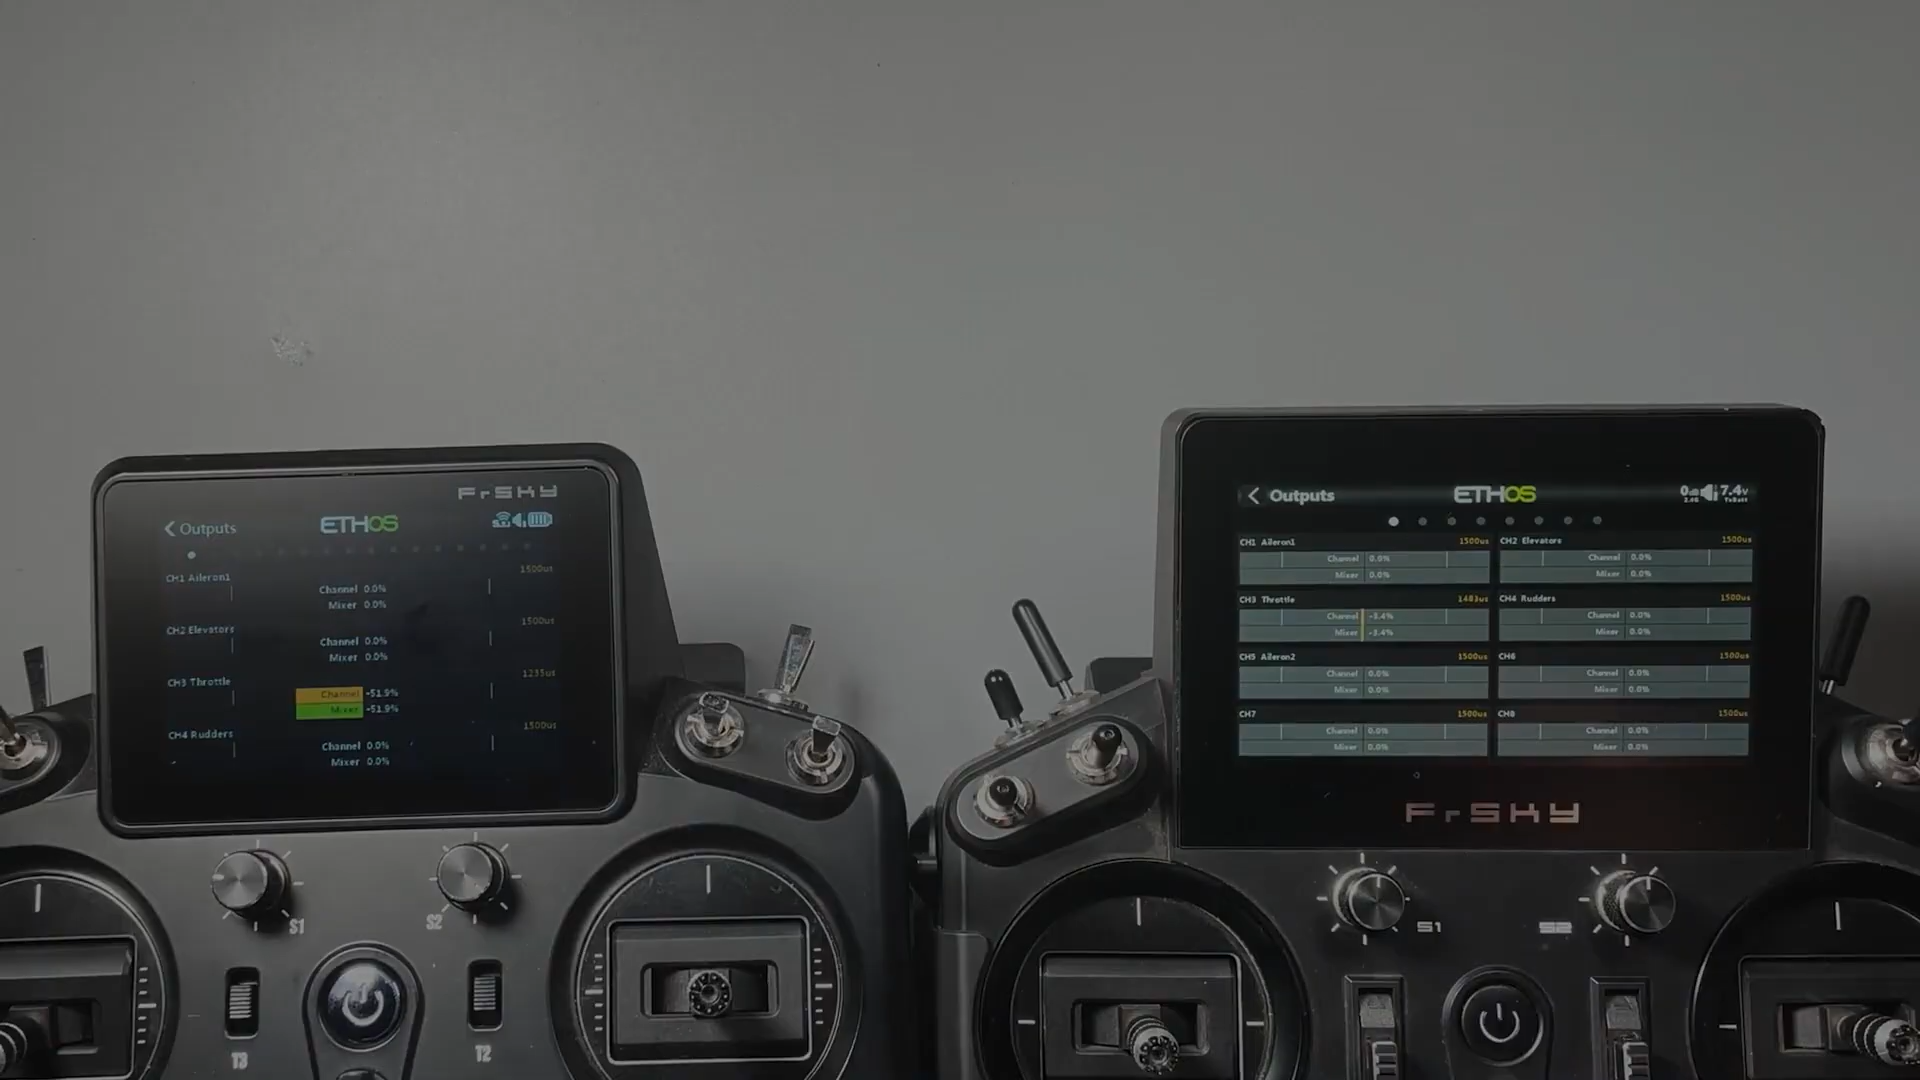 FrSKY
Outputs
ETHOS
CH1 Aileron1
1500us
Channel 0.0%
Mixer 0.0%
CH2 Elevators
1500us
Channel 0.0%
Mixer 0.0%
CH3 Throttle
1235us
Channel -51.9%
Mixer -51.9%
CH4 Rudders
1500us
Channel 0.0%
Mixer 0.0%
S1
S2
T3
T2
Outputs
ETHOS
7.4v
CH1 Aileron1 1500us
Channel 0.0%
Mixer 0.0%
CH2 Elevators 1500us
Channel 0.0%
Mixer 0.0%
CH3 Throttle 1483us
Channel -3.4%
Mixer -3.4%
CH4 Rudders 1500us
Channel 0.0%
Mixer 0.0%
CH5 Aileron2 1500us
Channel 0.0%
Mixer 0.0%
CH6 1500us
Channel 0.0%
Mixer 0.0%
CH7 1500us
Channel 0.0%
Mixer 0.0%
CH8 1500us
Channel 0.0%
Mixer 0.0%
FrSKY
S1
S2